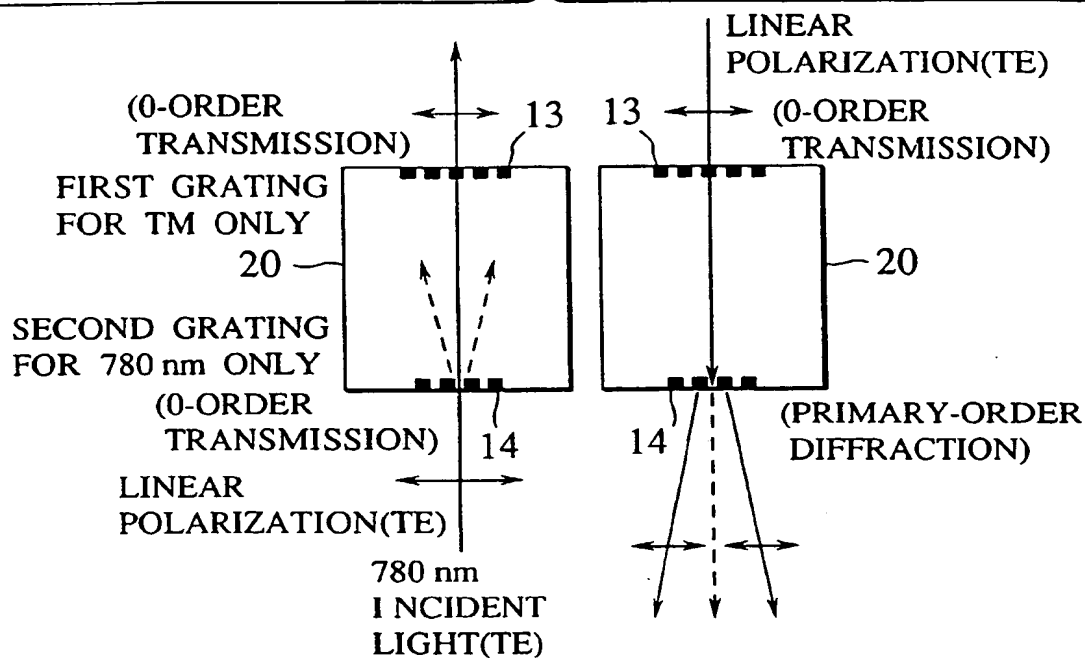 LINEAR
POLARIZATION(TE)
(0-ORDER
TRANSMISSION)
13
13
(0-ORDER
TRANSMISSION)
FIRST GRATING
FOR TM ONLY
20
20
SECOND GRATING
FOR 780 nm ONLY
(0-ORDER
TRANSMISSION)
14
14
(PRIMARY-ORDER
DIFFRACTION)
LINEAR
POLARIZATION(TE)
780 nm
I NCIDENT
LIGHT(TE)